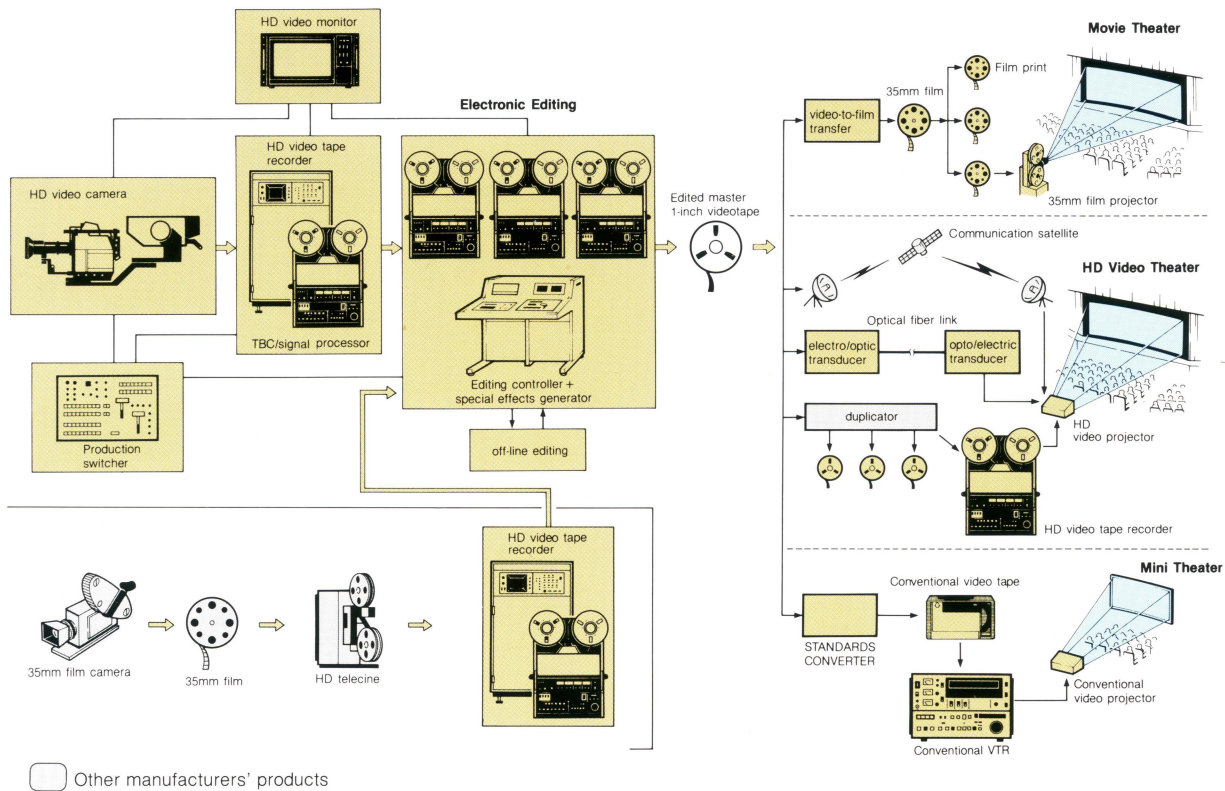 HD video monitor
Electronic Editing
HD video tape
recorder
HD video camera
TBC/signal processor
Production
switcher
Editing controller +
special effects generator
off-line editing
Edited master
1-inch videotape
HD video tape
recorder
35mm film camera
35mm film
HD telecine
Other manufacturers' products
Movie Theater
video-to-film
transfer
35mm film
Film print
35mm film projector
Communication satellite
HD Video Theater
Optical fiber link
electro/optic
transducer
opto/electric
transducer
duplicator
HD
video projector
HD video tape recorder
Mini Theater
Conventional video tape
STANDARDS
CONVERTER
Conventional
video projector
Conventional VTR